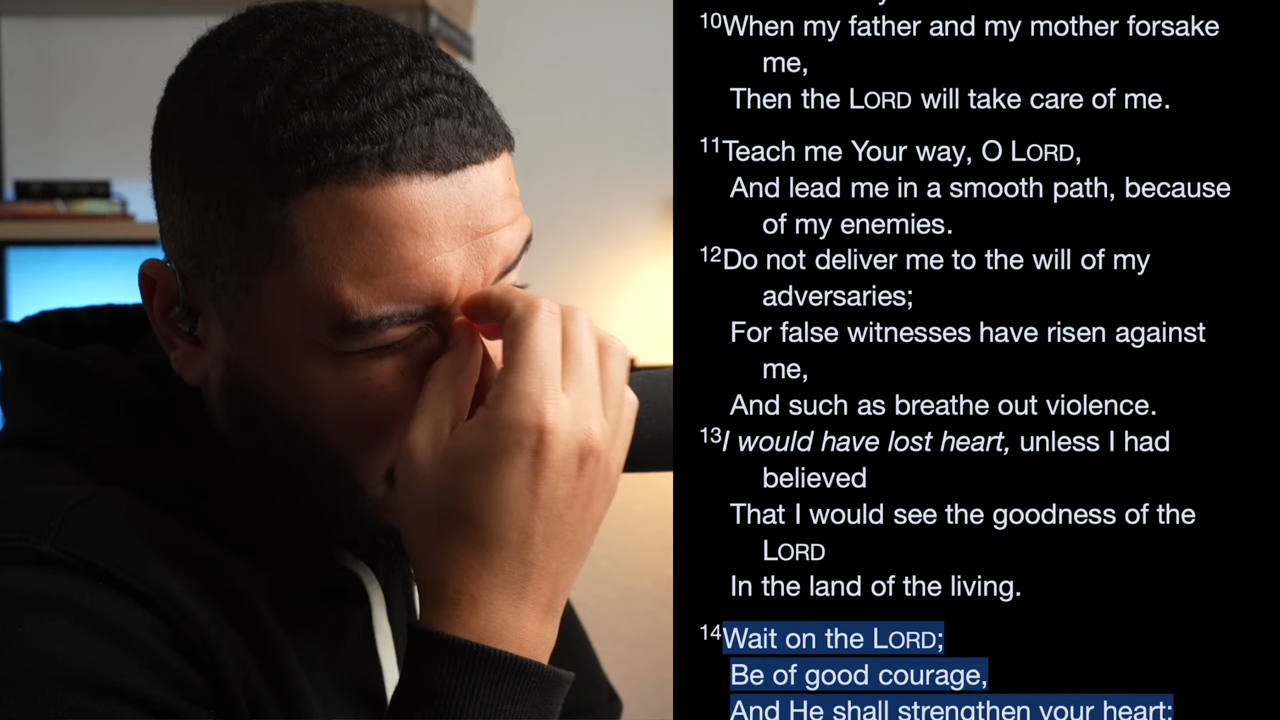 10When my father and my mother forsake
me,
Then the LORD will take care of me.
11Teach me Your way, O LORD,
And lead me in a smooth path, because
of my enemies.
12Do not deliver me to the will of my
adversaries;
For false witnesses have risen against
me,
And such as breathe out violence.
13I would have lost heart, unless I had
believed
That I would see the goodness of the
LORD
In the land of the living.
14Wait on the LORD;
Be of good courage,
And He shall strengthen your heart;